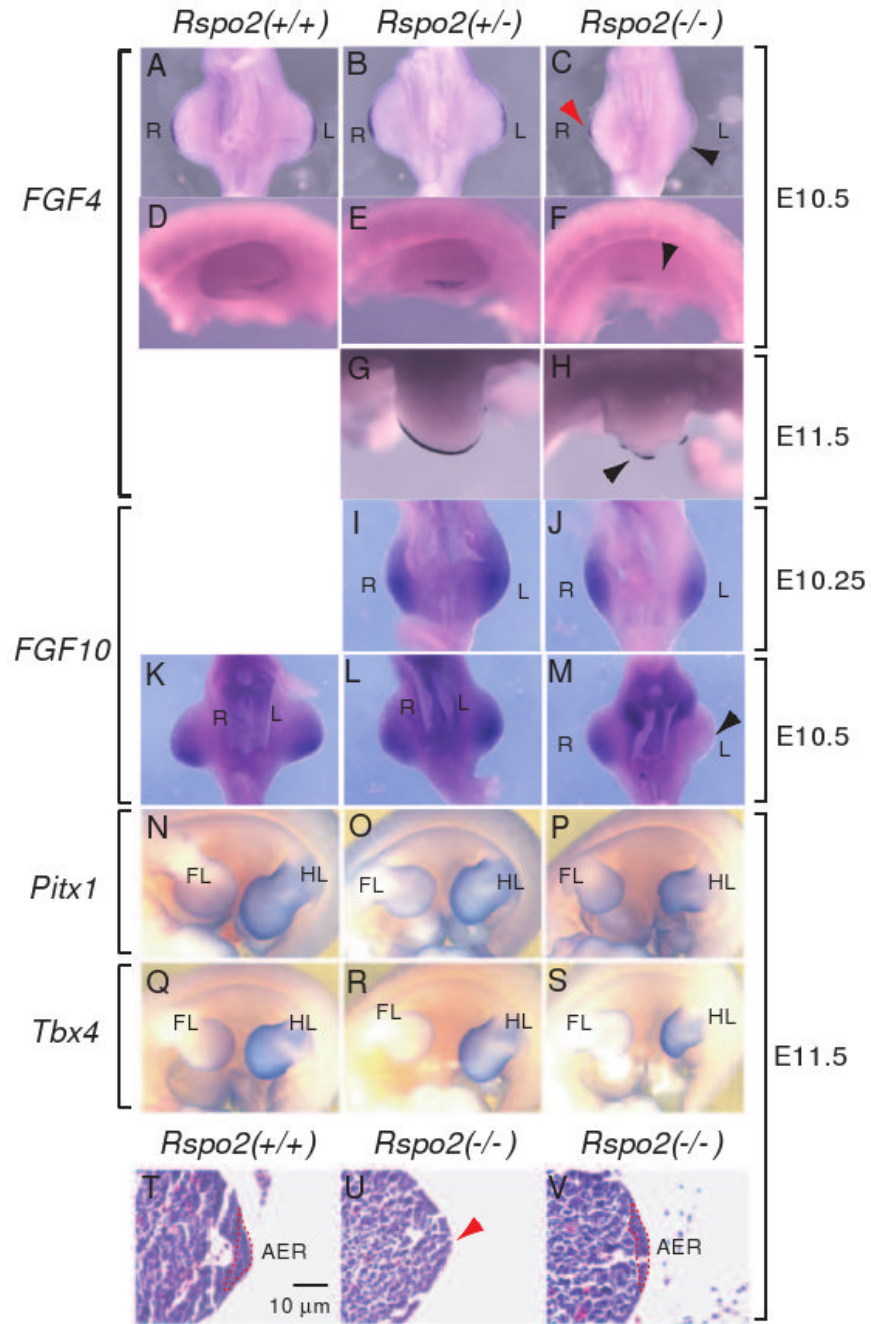 Rspo2(+/+) Rspo2(+/-) Rspo2(-/-)
A B C
R L R L R L
FGF4
E10.5
D E F
G H
E11.5
I J
R L R L
E10.25
FGF10
K L M
R L R L R L
E10.5
N O P
FL HL FL HL FL HL
Pitx1
Q R S
FL HL FL HL FL HL
Tbx4
E11.5
Rspo2(+/+) Rspo2(-/-) Rspo2(-/-)
T U V
AER AER
10 μm